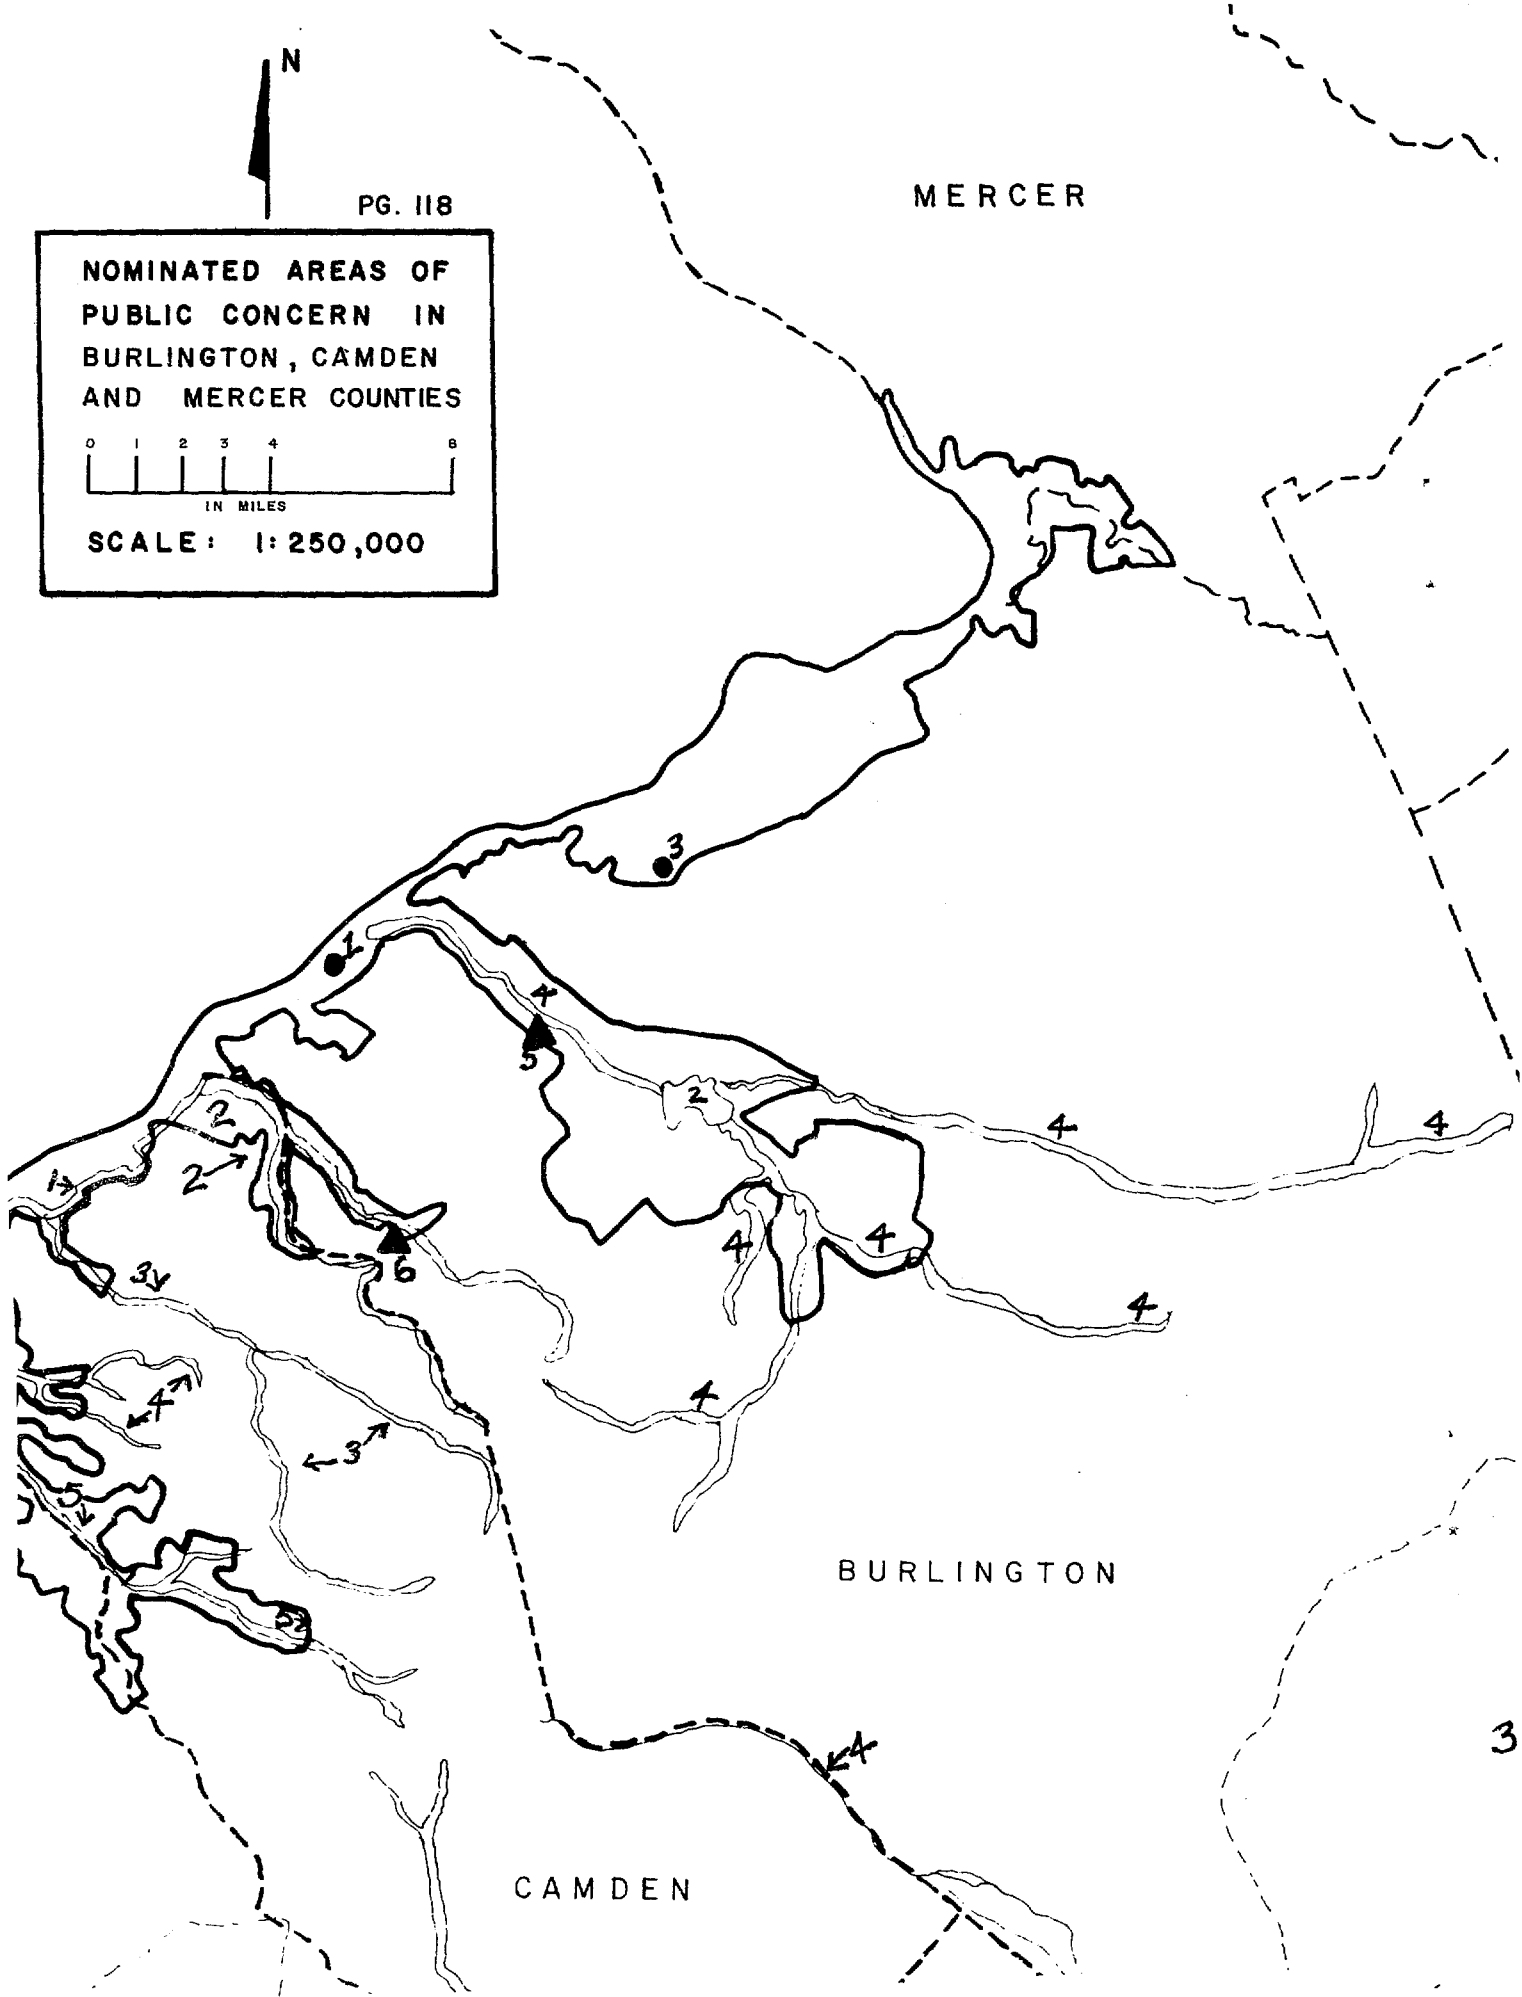 N
PG. 118
MERCER
NOMINATED AREAS OF
PUBLIC CONCERN IN
BURLINGTON, CAMDEN
AND MERCER COUNTIES
0 1 2 3 4 8
IN MILES
SCALE: 1:250,000
3
1
4
5
2
4
4
2
2
1
4
4
6
3
4
4
4
3
5
BURLINGTON
5
3
4
CAMDEN